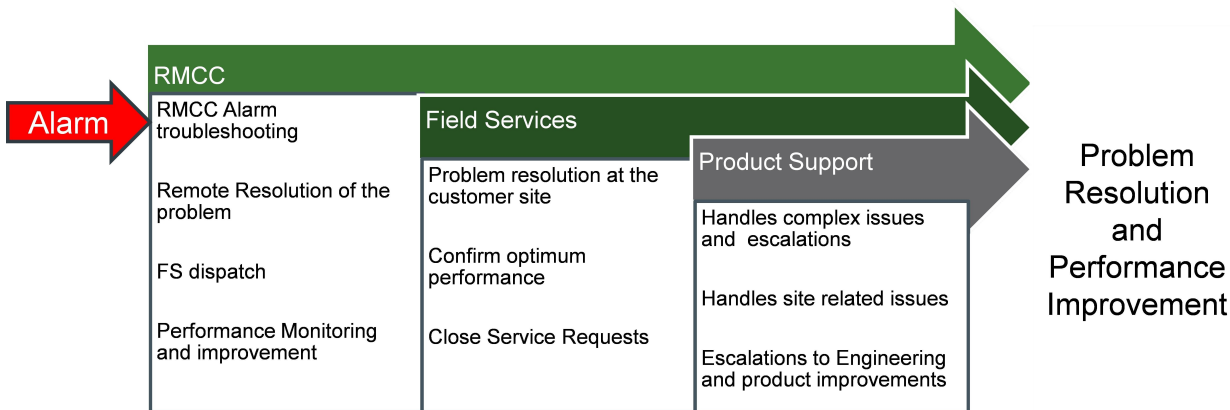 Alarm
RMCC
RMCC Alarm
troubleshooting
Remote Resolution of the
problem
FS dispatch
Performance Monitoring
and improvement
Field Services
Problem resolution at the
customer site
Confirm optimum
performance
Close Service Requests
Product Support
Handles complex issues
and  escalations
Handles site related issues
Escalations to Engineering
and product improvements
Problem
Resolution
and
Performance
Improvement